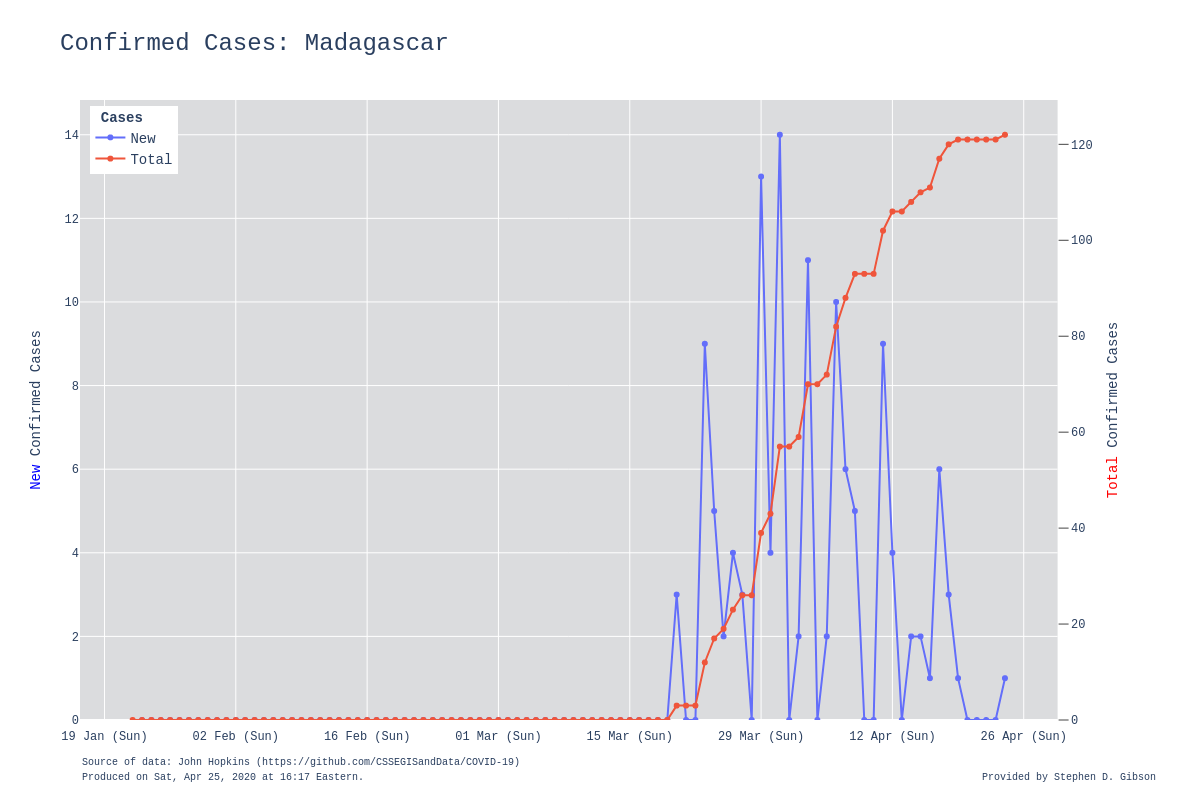 Confirmed Cases: Madagascar
Cases
New
Total
14
12
10
8
6
4
2
0
120
100
80
60
40
20
0
New Confirmed Cases
Total Confirmed Cases
19 Jan (Sun) 02 Feb (Sun) 16 Feb (Sun) 01 Mar (Sun) 15 Mar (Sun) 29 Mar (Sun) 12 Apr (Sun) 26 Apr (Sun)
Source of data: John Hopkins (https://github.com/CSSEGISandData/COVID-19)
Produced on Sat, Apr 25, 2020 at 16:17 Eastern.
Provided by Stephen D. Gibson